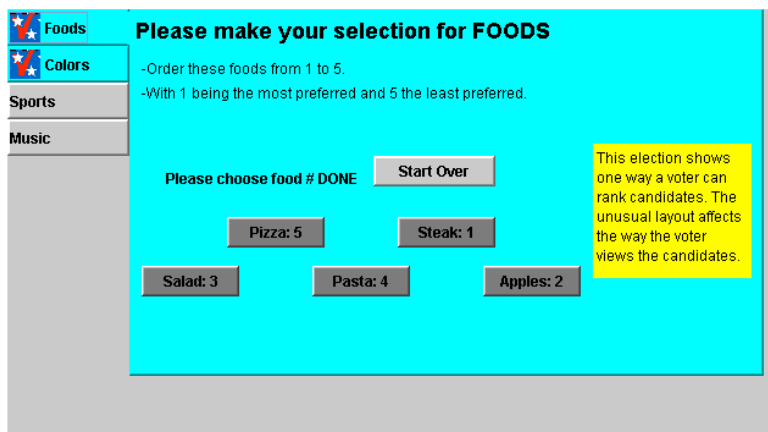 Foods
Colors
Sports
Music
Please make your selection for FOODS
-Order these foods from 1 to 5.
-With 1 being the most preferred and 5 the least preferred.
Please choose food # DONE
Start Over
Pizza: 5
Steak: 1
Salad: 3
Pasta: 4
Apples: 2
This election shows
one way a voter can
rank candidates. The
unusual layout affects
the way the voter
views the candidates.